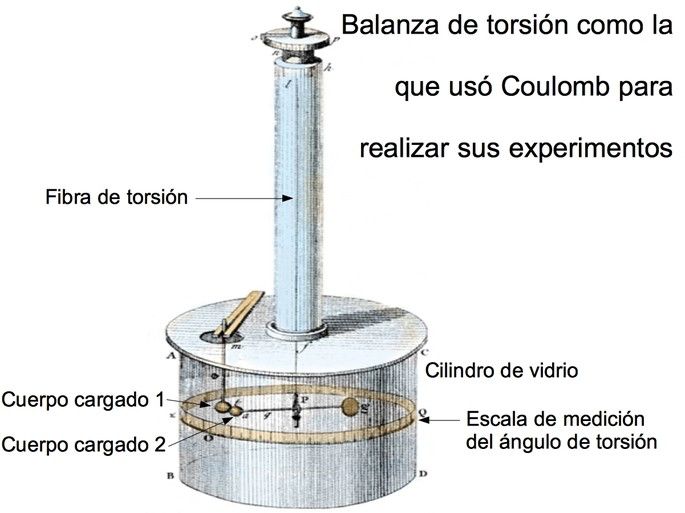 Balanza de torsión como la
que usó Coulomb para
realizar sus experimentos
o
p
n
h
l
Fibra de torsión
m
f
A
C
Cilindro de vidrio
Cuerpo cargado 1
P
a
q
Q
Escala de medición
del ángulo de torsión
Cuerpo cargado 2
O
B
D